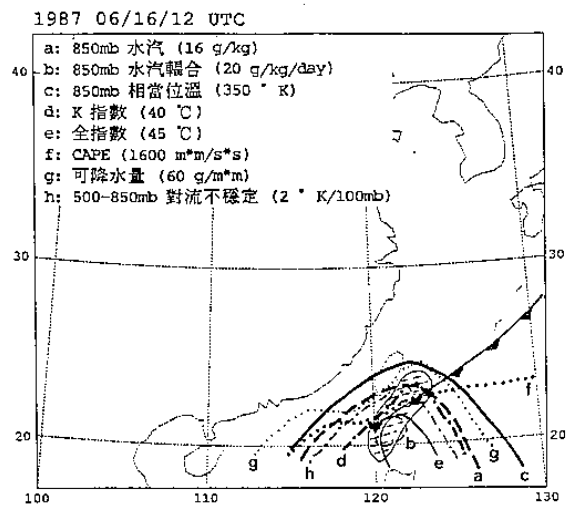 1987 06/16/12 UTC
a: 850mb 水汽 (16 g/kg)
b: 850mb 水汽輻合 (20 g/kg/day)
c: 850mb 相當位溫 (350 ° K)
d: K 指數 (40 ℃)
e: 全指數 (45 ℃)
f: CAPE (1600 m*m/s*s)
g: 可降水量 (60 g/m*m)
h: 500-850mb 對流不穩定 (2 ° K/100mb)
40 40
30 30
f
20 20
g h d b e a g c
100 110 120 130